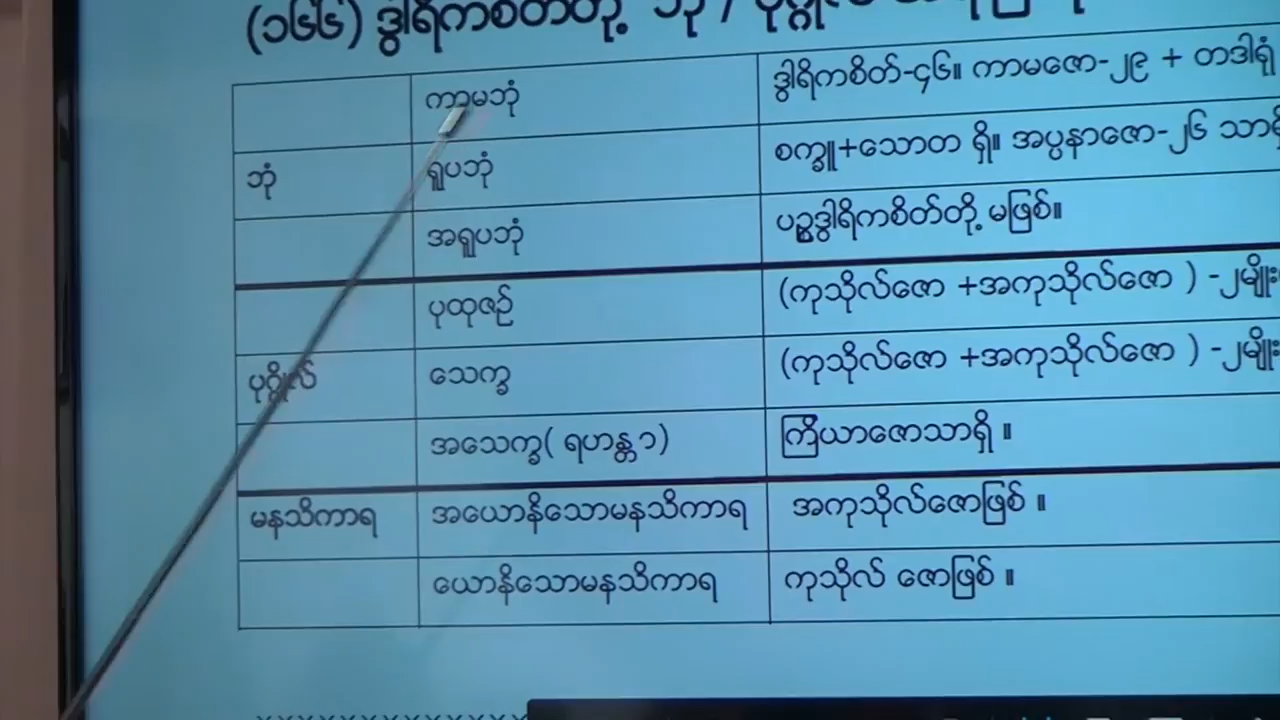 (၁၆၆) ဒွါရိကစိတ်တို့
ကာမဘုံ ဒွါရိကစိတ်-၄၆။ ကာမဇော-၂၉ + တဒါရုံ
ဘုံ ရူပဘုံ စက္ခူ+သောတ ရှိ။ အပ္ပနာဇော-၂၆
အရူပဘုံ ပဉ္စဒွါရိကစိတ်တို့ မဖြစ်။
ပုထုဇဉ် (ကုသိုလ်ဇော +အကုသိုလ်ဇော ) -၂မျိုး
ပုဂ္ဂိုလ် သေက္ခ (ကုသိုလ်ဇော +အကုသိုလ်ဇော ) -၂မျိုး
အသေက္ခ( ရဟန္တာ) ကြိယာဇောသာရှိ ။
မနသိကာရ အယောနိသောမနသိကာရ အကုသိုလ်ဇောဖြစ် ။
ယောနိသောမနသိကာရ ကုသိုလ် ဇောဖြစ် ။